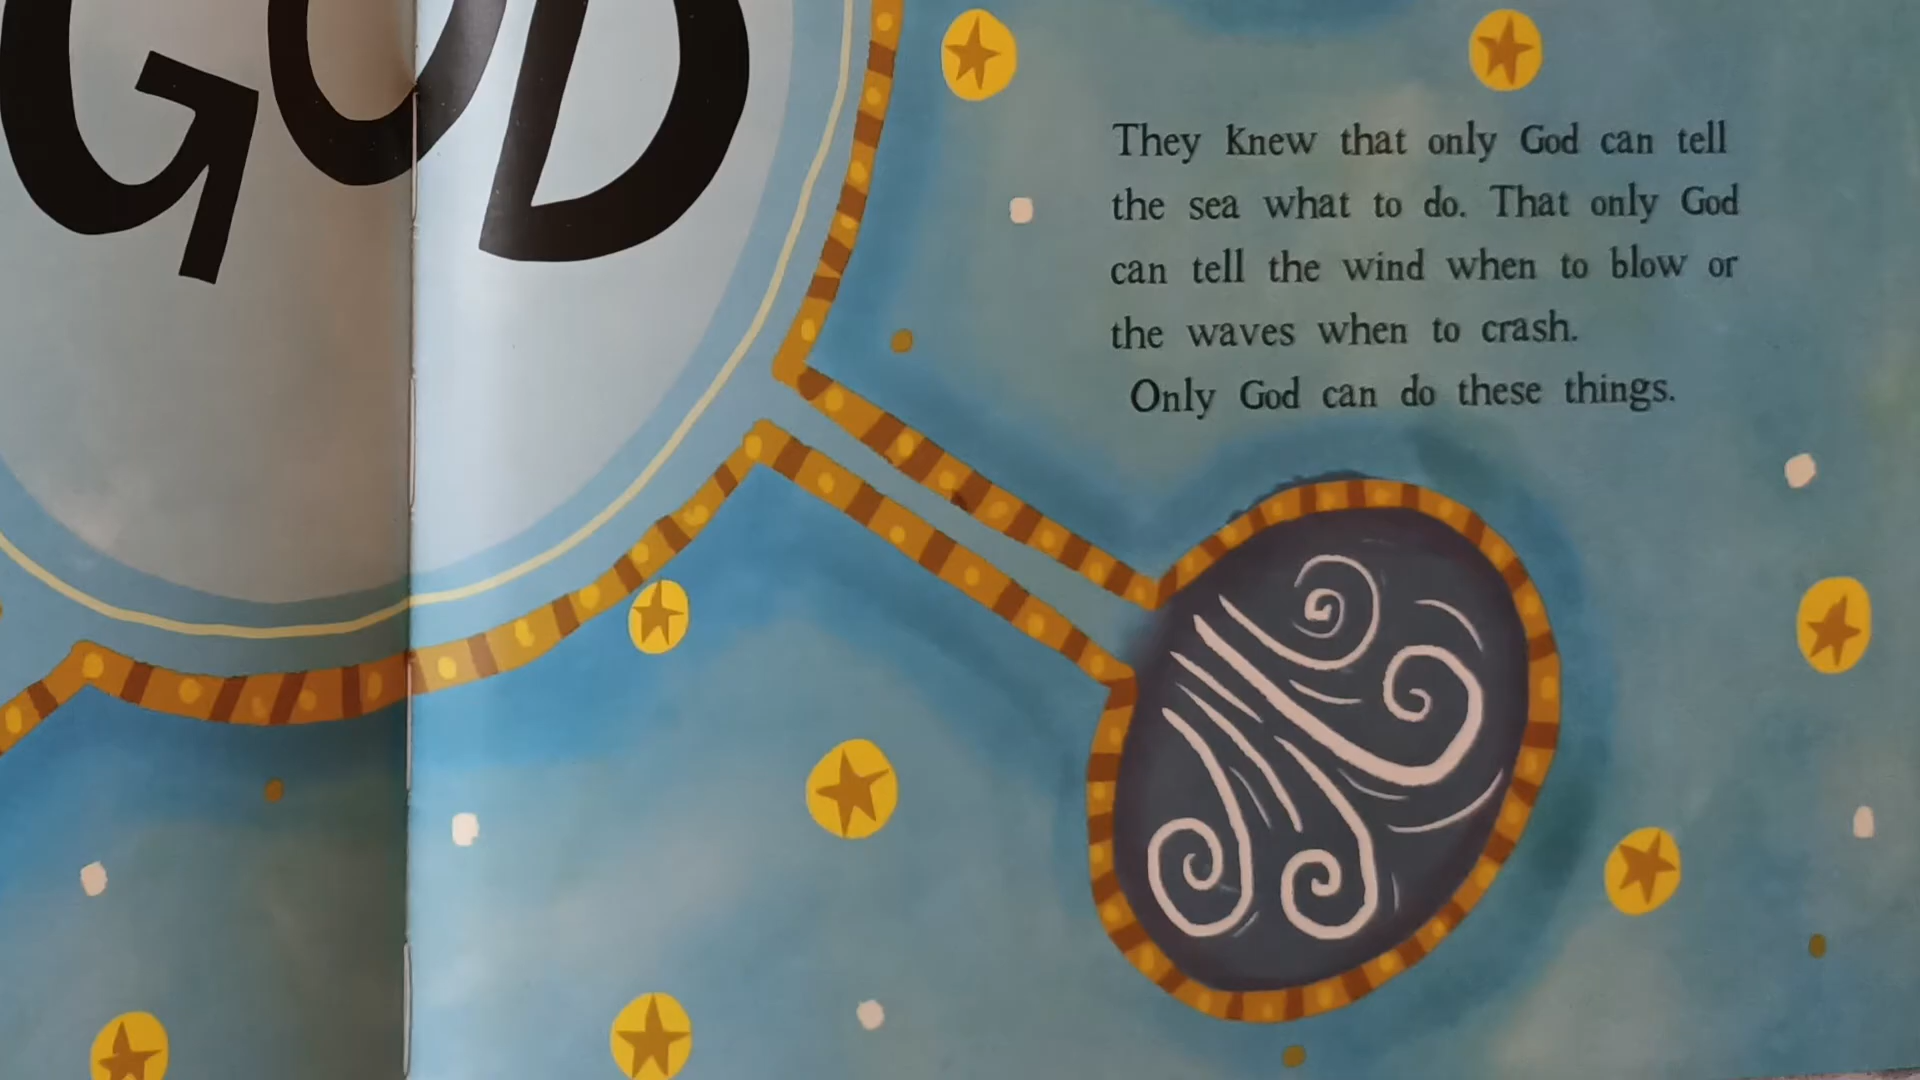 GOD
They knew that only God can tell
the sea what to do. That only God
can tell the wind when to blow or
the waves when to crash.
Only God can do these things.